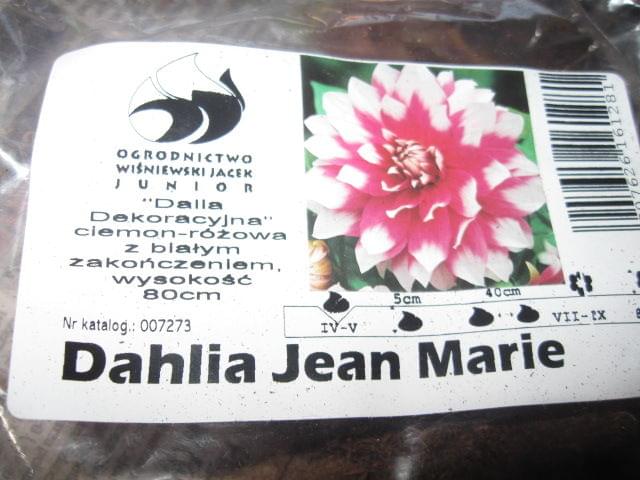 OGRODNICTWO
WIŚNIEWSKI JACEK
JUNIOR
"Dalia
Dekoracyjna"
ciemon-różowa
z białym
zakończeniem,
wysokość
80cm
Nr katalog.: 007273
5cm 40cm
IV-V VII-IX
Dahlia Jean Marie